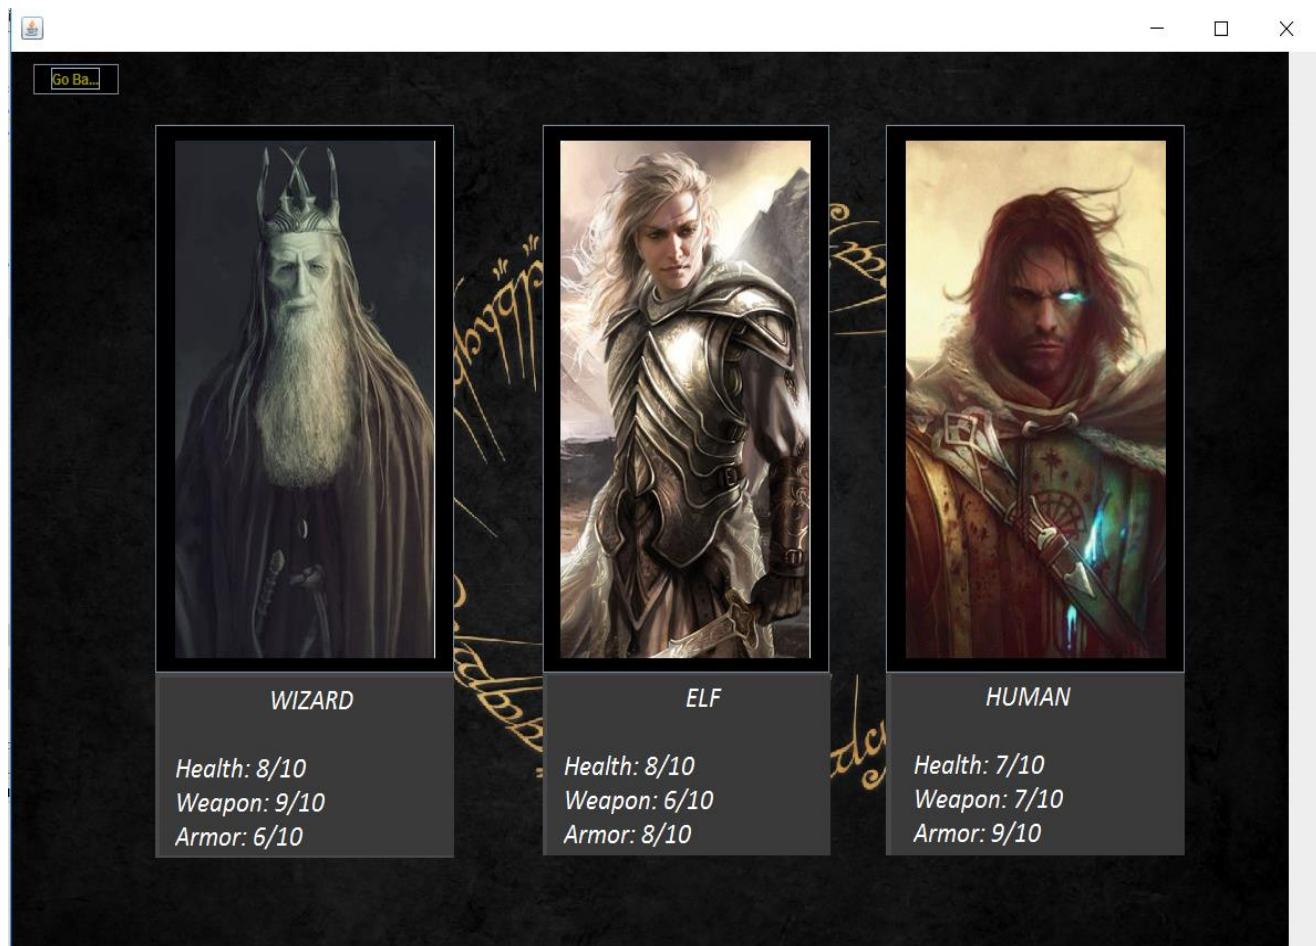 Go Ba...
WIZARD
Health: 8/10
Weapon: 9/10
Armor: 6/10
ELF
Health: 8/10
Weapon: 6/10
Armor: 8/10
HUMAN
Health: 7/10
Weapon: 7/10
Armor: 9/10